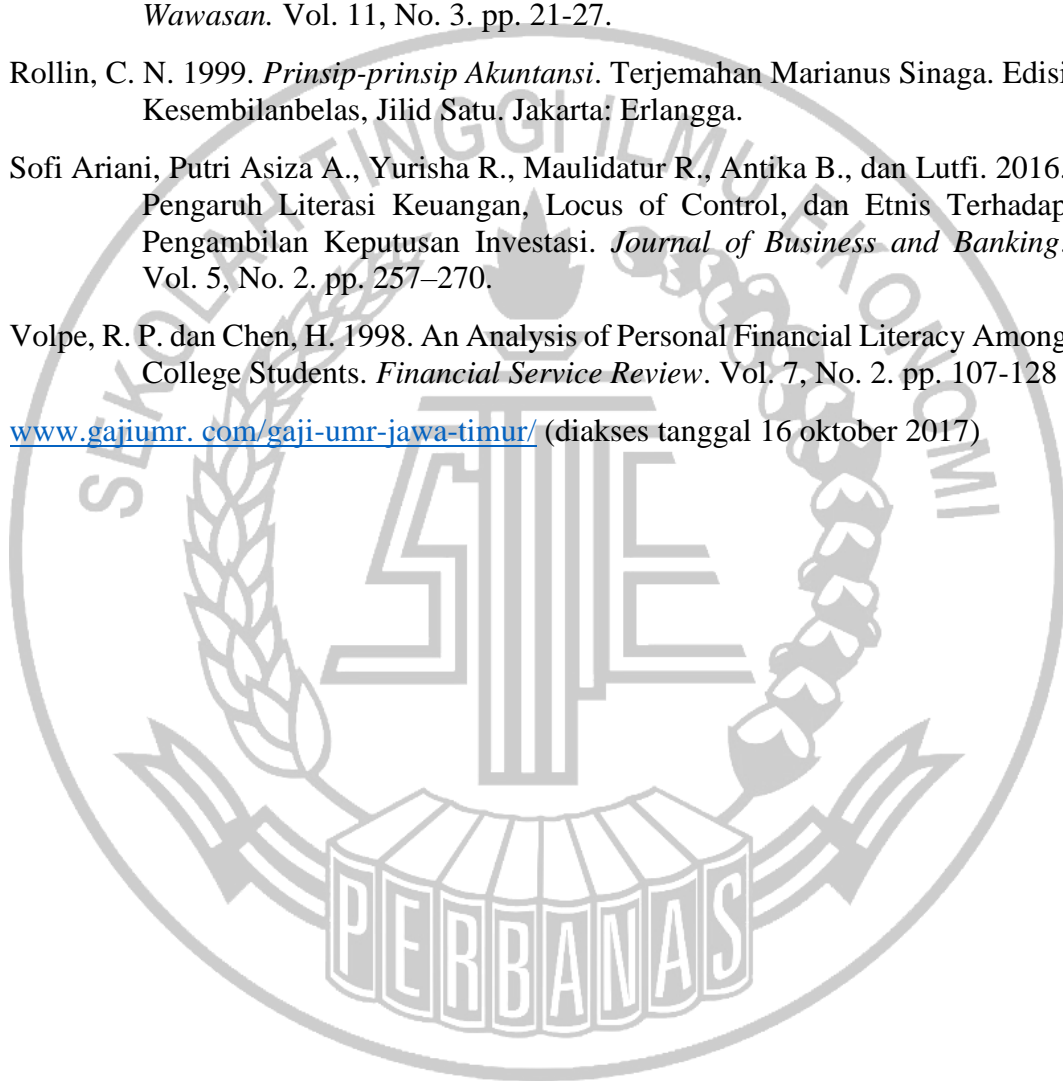 Wawasan. Vol. 11, No. 3. pp. 21-27.
Rollin, C. N. 1999. Prinsip-prinsip Akuntansi. Terjemahan Marianus Sinaga. Edisi
Kesembilanbelas, Jilid Satu. Jakarta: Erlangga.
Sofi Ariani, Putri Asiza A., Yurisha R., Maulidatur R., Antika B., dan Lutfi. 2016.
Pengaruh Literasi Keuangan, Locus of Control, dan Etnis Terhadap
Pengambilan Keputusan Investasi. Journal of Business and Banking.
Vol. 5, No. 2. pp. 257–270.
Volpe, R. P. dan Chen, H. 1998. An Analysis of Personal Financial Literacy Among
College Students. Financial Service Review. Vol. 7, No. 2. pp. 107-128
www.gajiumr. com/gaji-umr-jawa-timur/ (diakses tanggal 16 oktober 2017)
SEKOLAH TINGGI ILMU EKONOMI
STIE
PERBANAS